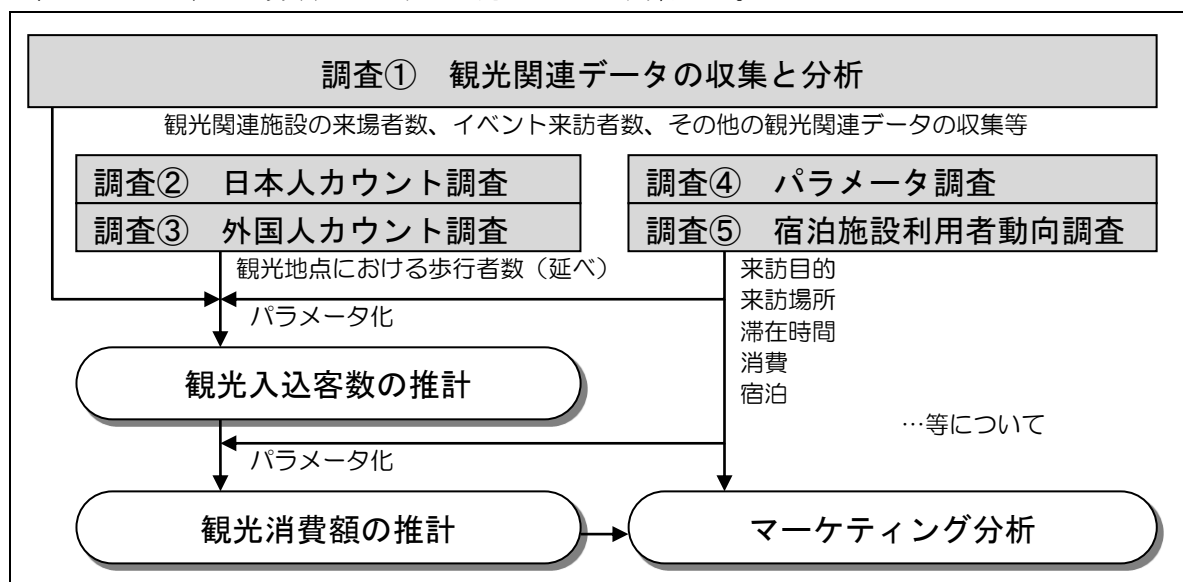 調査① 観光関連データの収集と分析
観光関連施設の来場者数、イベント来訪者数、その他の観光関連データの収集等
調査② 日本人カウント調査
調査③ 外国人カウント調査
調査④ パラメータ調査
調査⑤ 宿泊施設利用者動向調査
観光地点における歩行者数（延べ）
来訪目的
来訪場所
滞在時間
消費
宿泊
…等について
パラメータ化
観光入込客数の推計
パラメータ化
観光消費額の推計
マーケティング分析